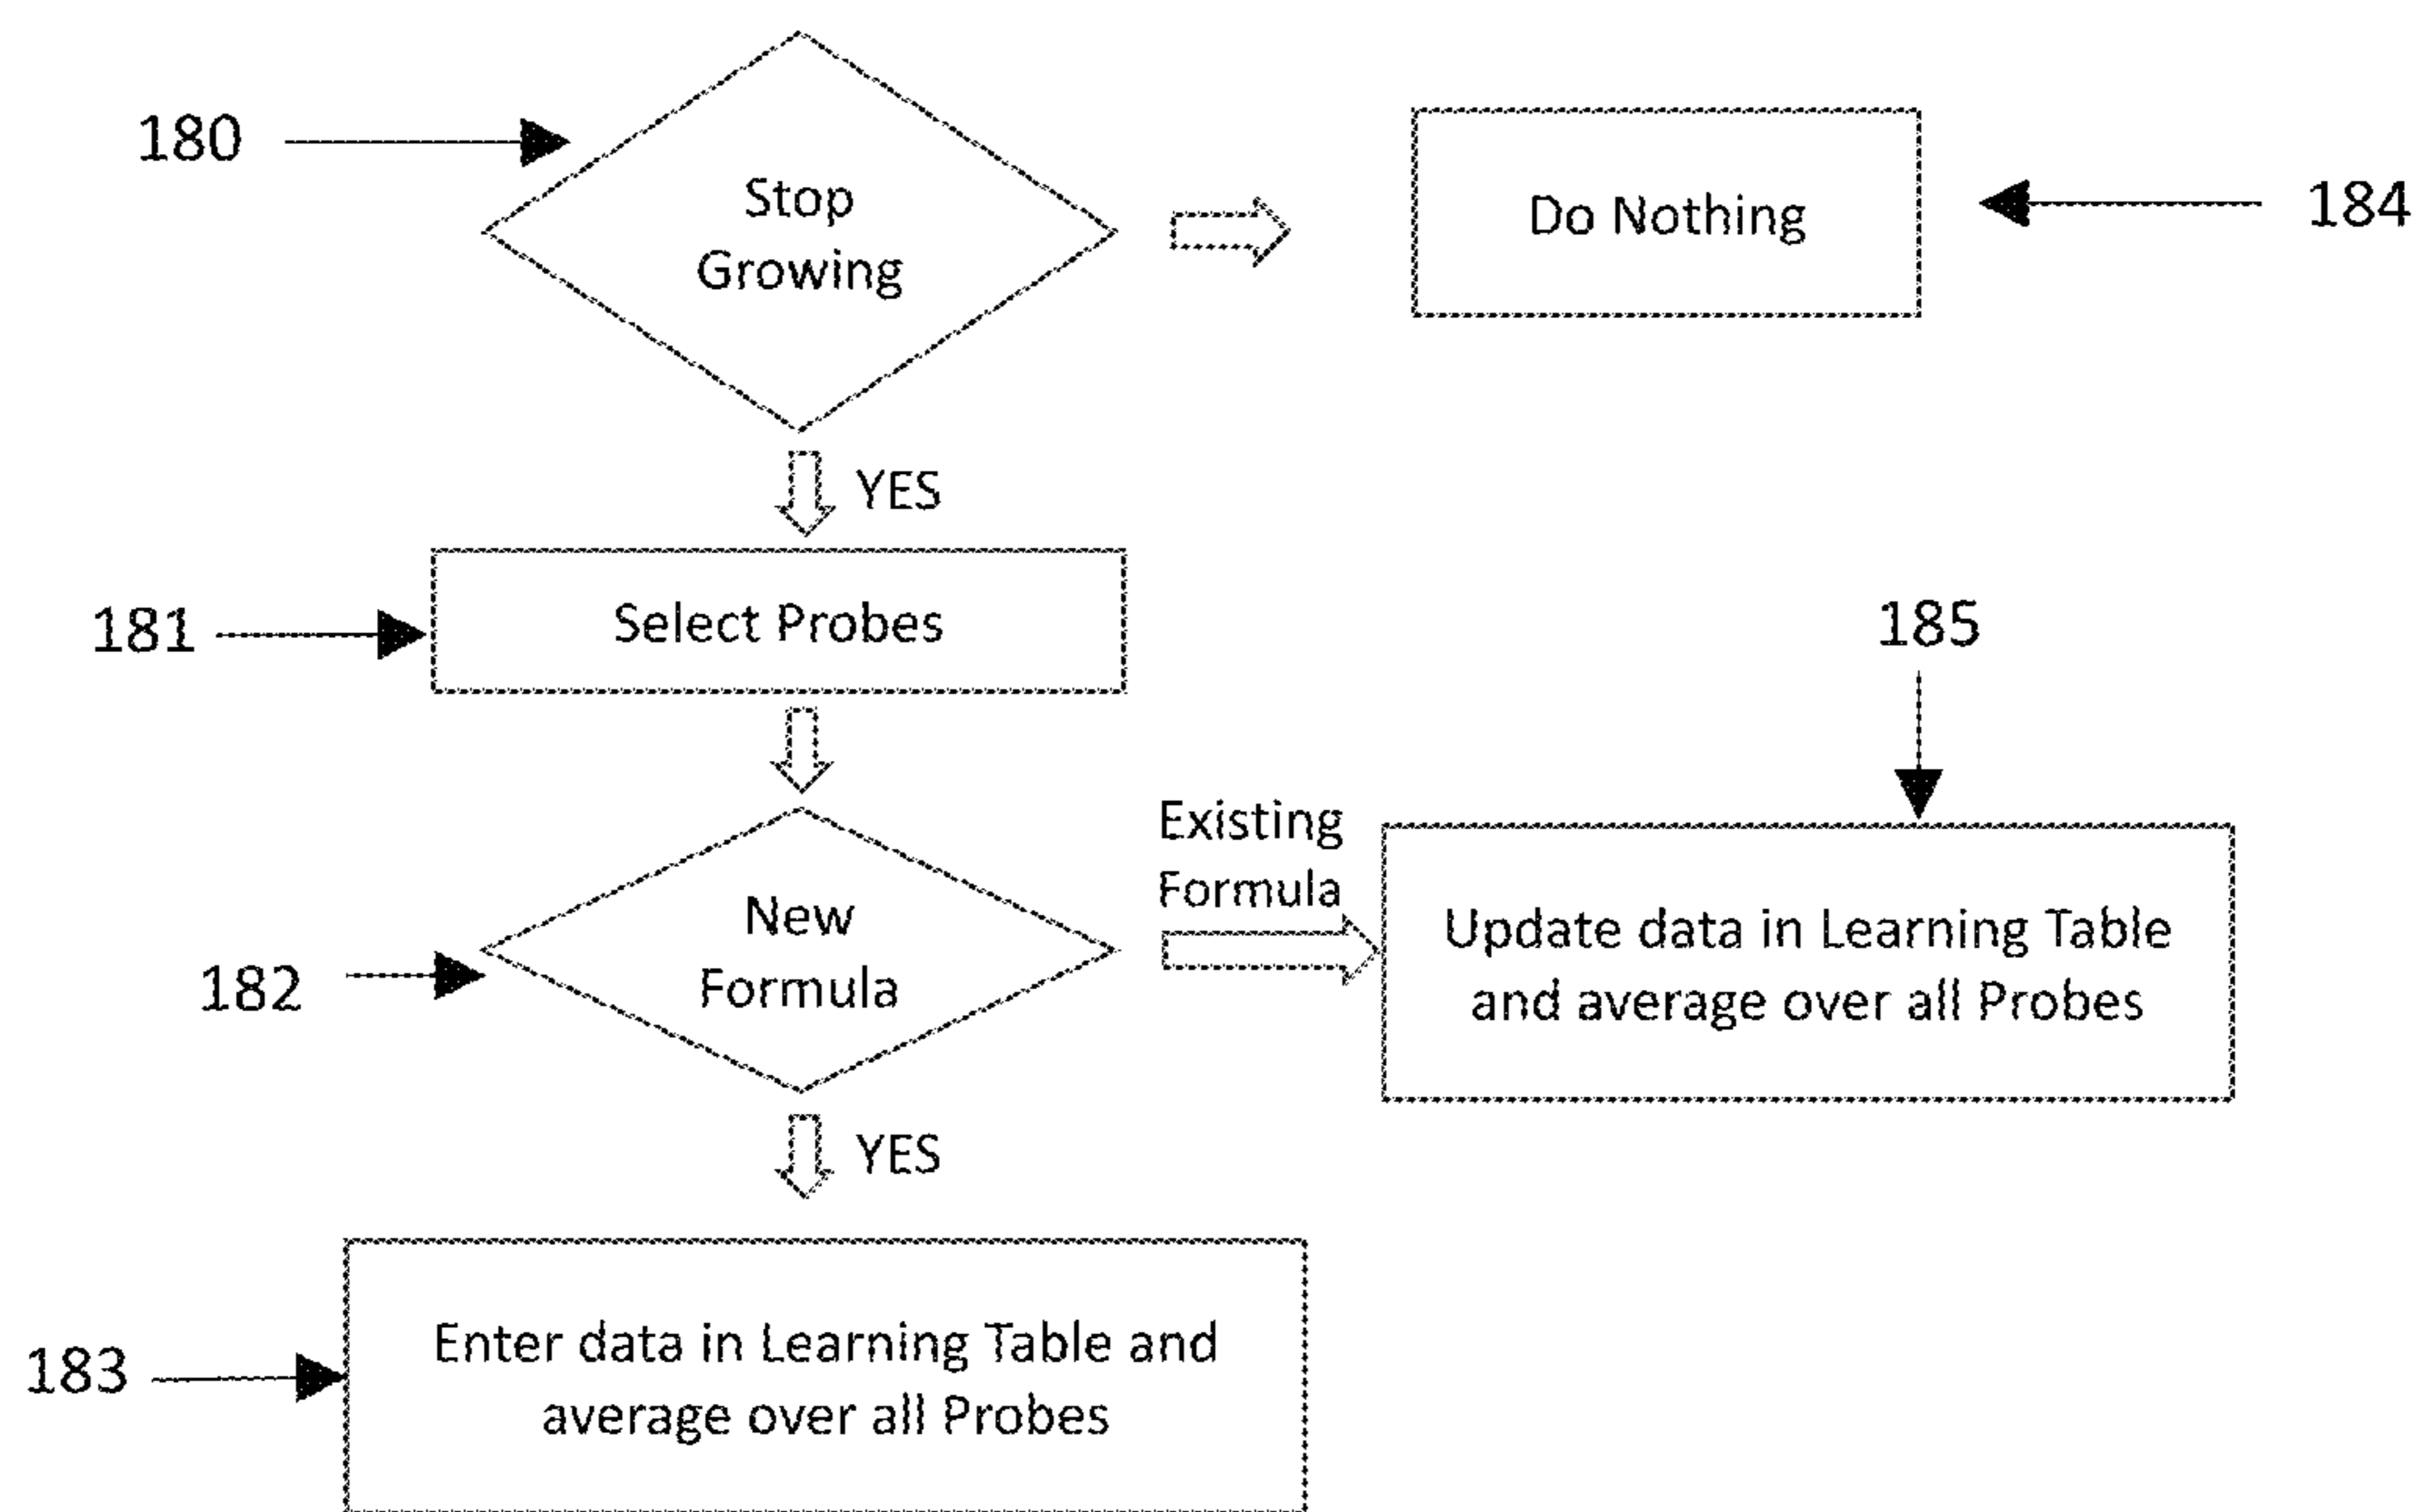 180
Stop
Growing
Do Nothing
184
YES
181
Select Probes
185
Existing
Formula
New
Formula
182
Update data in Learning Table
and average over all Probes
YES
183
Enter data in Learning Table and
average over all Probes